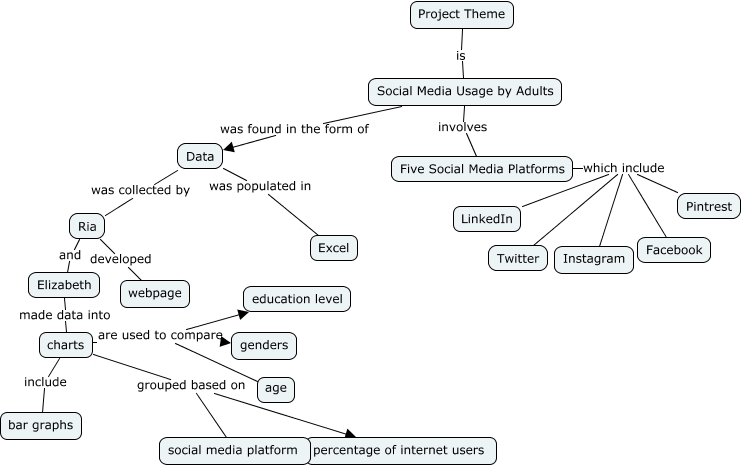 Project Theme
is
Social Media Usage by Adults
was found in the form of
involves
Data
Five Social Media Platforms
which include
was collected by
was populated in
LinkedIn
Pintrest
Ria
Excel
Twitter
Instagram
Facebook
and
developed
Elizabeth
webpage
education level
made data into
are used to compare
charts
genders
include
grouped based on
age
bar graphs
social media platform
percentage of internet users